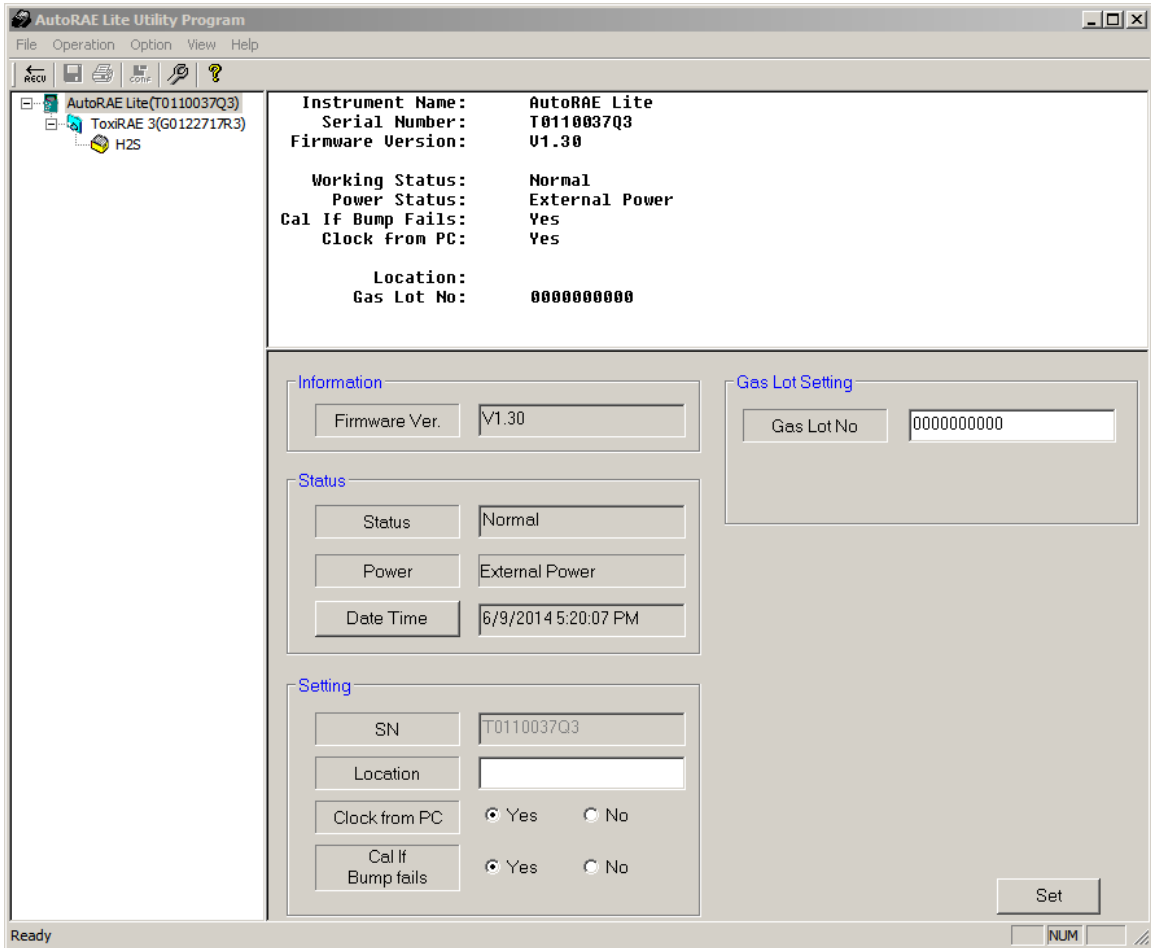 AutoRAE Lite Utility Program
File Operation Option View Help
RECV CONF
AutoRAE Lite(T0110037Q3)
ToxiRAE 3(G0122717R3)
H2S
Instrument Name: AutoRAE Lite
Serial Number: T0110037Q3
Firmware Version: V1.30
Working Status: Normal
Power Status: External Power
Cal If Bump Fails: Yes
Clock from PC: Yes
Location:
Gas Lot No: 0000000000
Information
Firmware Ver. V1.30
Status
Status Normal
Power External Power
Date Time 6/9/2014 5:20:07 PM
Setting
SN T0110037Q3
Location
Clock from PC Yes No
Cal If
Bump fails Yes No
Gas Lot Setting
Gas Lot No 0000000000
Set
Ready NUM